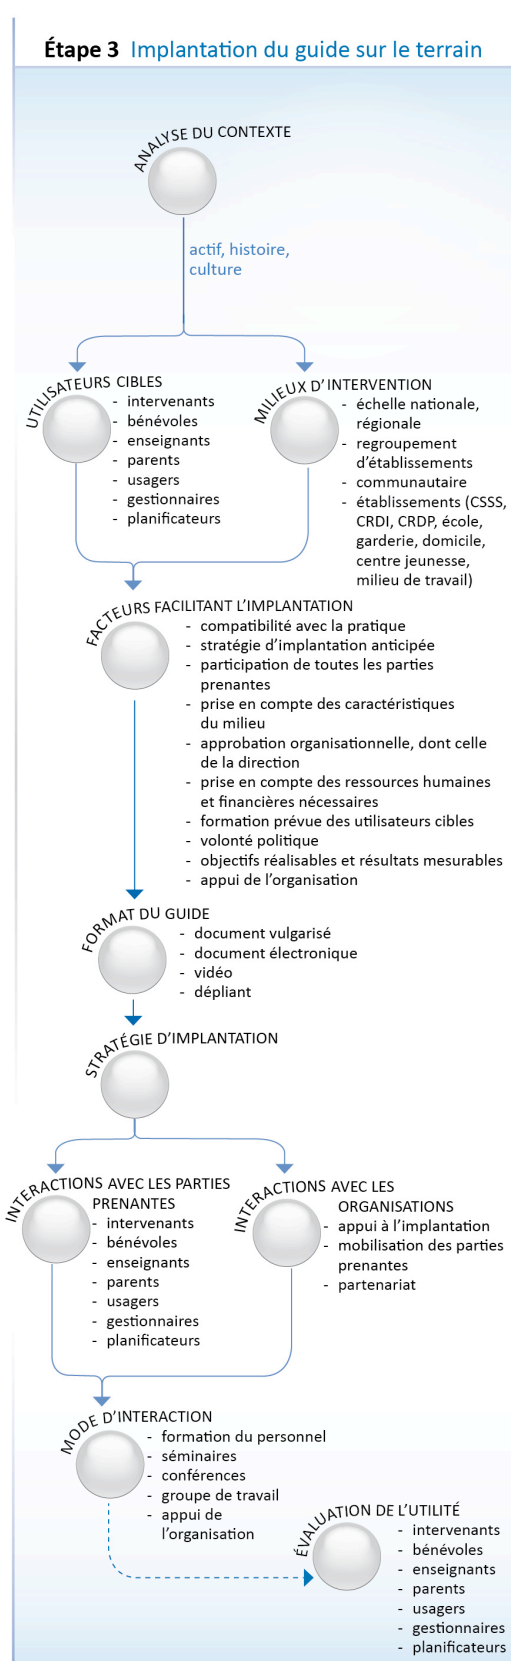 Étape 3 Implantation du guide sur le terrain
ANALYSE DU CONTEXTE
actif, histoire,
culture
UTILISATEURS CIBLES
- intervenants
- bénévoles
- enseignants
- parents
- usagers
- gestionnaires
- planificateurs
MILIEUX D’INTERVENTION
- échelle nationale,
régionale
- regroupement
d’établissements
- communautaire
- établissements (CSSS,
CRDI, CRDP, école,
garderie, domicile,
centre jeunesse,
milieu de travail)
FACTEURS FACILITANT L’IMPLANTATION
- compatibilité avec la pratique
- stratégie d’implantation anticipée
- participation de toutes les parties
prenantes
- prise en compte des caractéristiques
du milieu
- approbation organisationnelle, dont celle
de la direction
- prise en compte des ressources humaines
et financières nécessaires
- formation prévue des utilisateurs cibles
- volonté politique
- objectifs réalisables et résultats mesurables
- appui de l’organisation
FORMAT DU GUIDE
- document vulgarisé
- document électronique
- vidéo
- dépliant
STRATÉGIE D’IMPLANTATION
INTERACTIONS AVEC LES PARTIES
PRENANTES
- intervenants
- bénévoles
- enseignants
- parents
- usagers
- gestionnaires
- planificateurs
INTERACTIONS AVEC LES
ORGANISATIONS
- appui à l’implantation
- mobilisation des parties
prenantes
- partenariat
MODE D’INTERACTION
- formation du personnel
- séminaires
- conférences
- groupe de travail
- appui de
l’organisation
ÉVALUATION DE L’UTILITÉ
- intervenants
- bénévoles
- enseignants
- parents
- usagers
- gestionnaires
- planificateurs